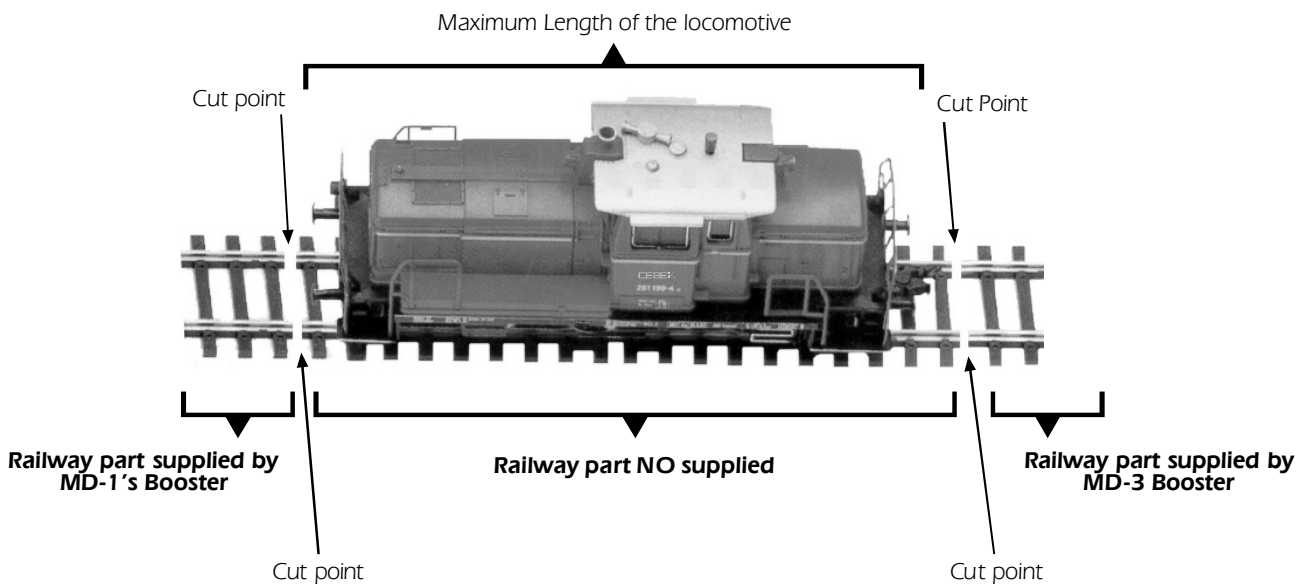 Maximum Length of the locomotive
Cut point
Cut Point
CEBEK
Railway part supplied by
MD-1's Booster
Railway part NO supplied
Railway part supplied by
MD-3 Booster
Cut point
Cut point